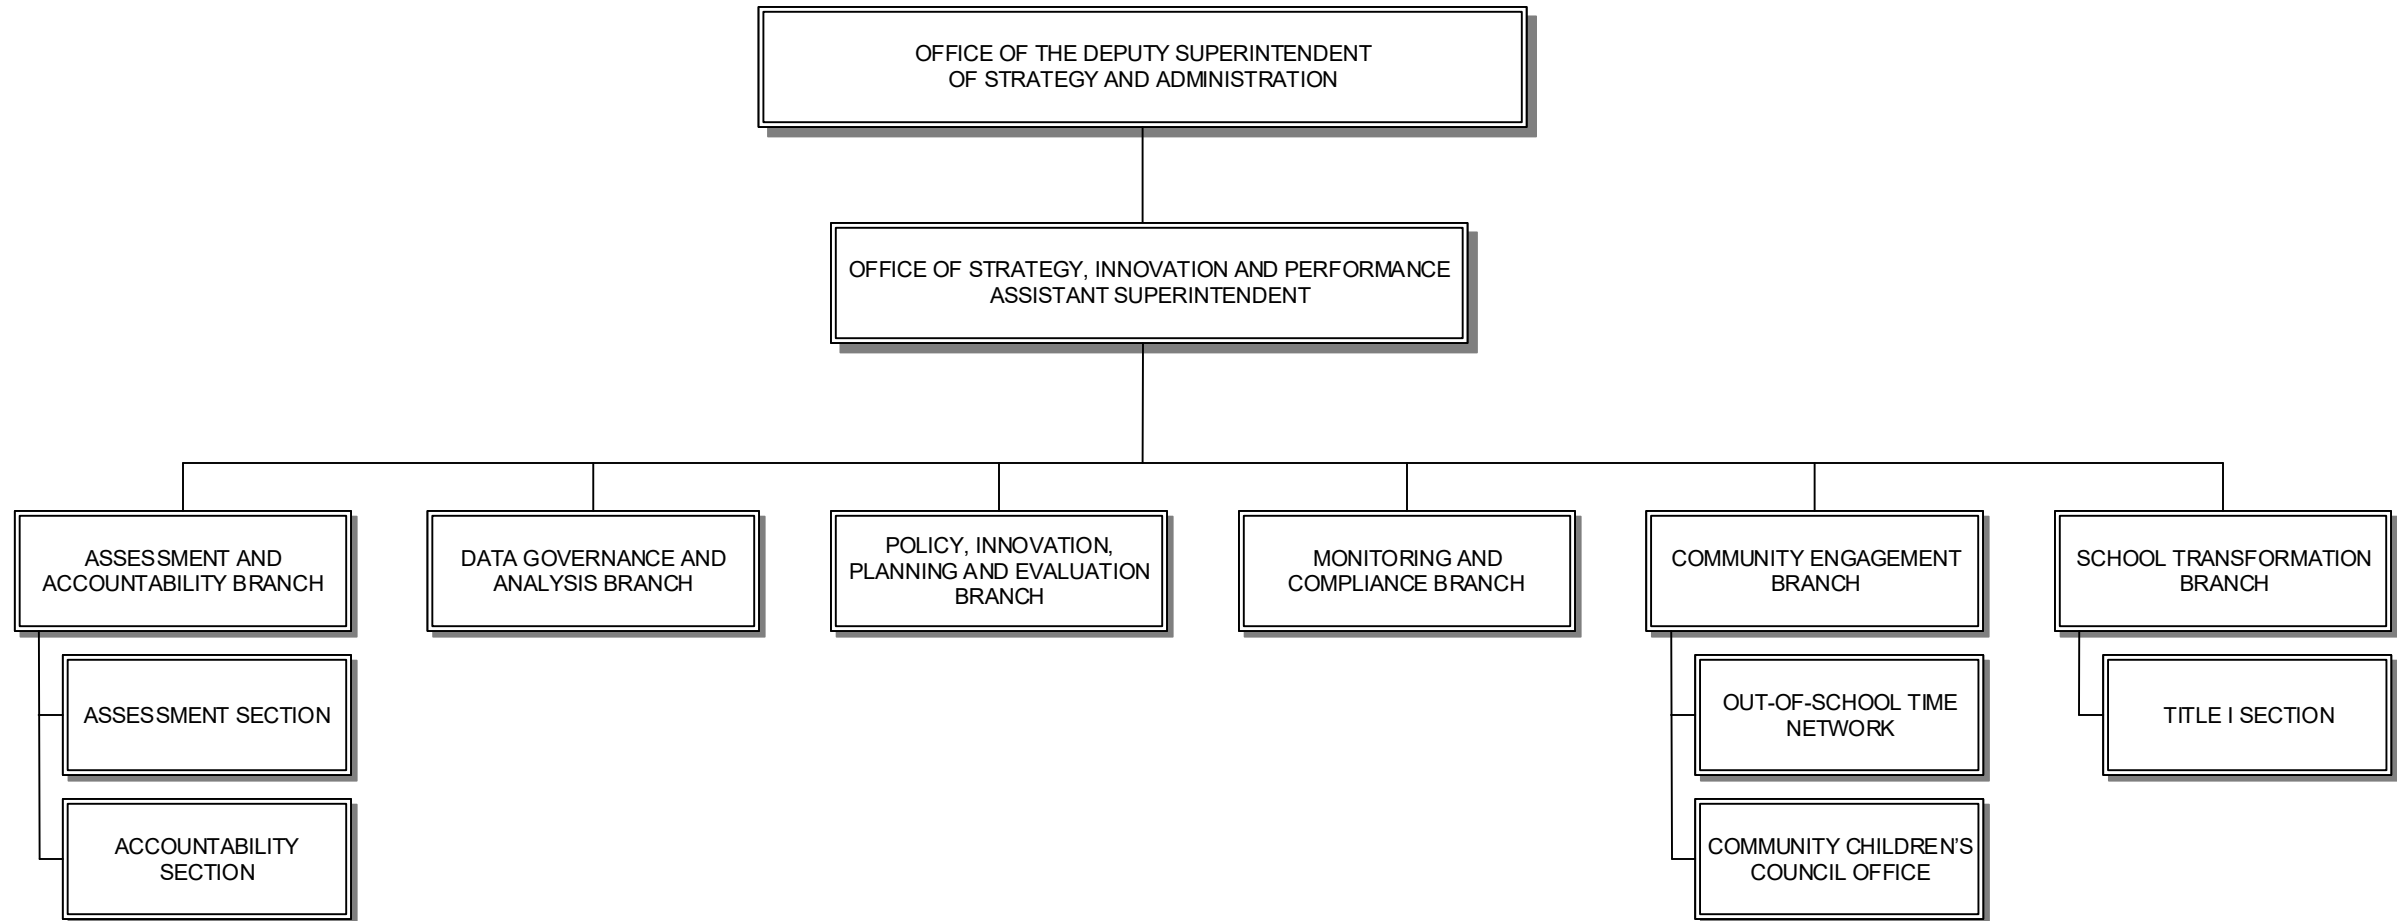 OFFICE OF THE DEPUTY SUPERINTENDENT
OF STRATEGY AND ADMINISTRATION
OFFICE OF STRATEGY, INNOVATION AND PERFORMANCE
ASSISTANT SUPERINTENDENT
ASSESSMENT AND
ACCOUNTABILITY BRANCH
DATA GOVERNANCE AND
ANALYSIS BRANCH
POLICY, INNOVATION,
PLANNING AND EVALUATION
BRANCH
MONITORING AND
COMPLIANCE BRANCH
COMMUNITY ENGAGEMENT
BRANCH
SCHOOL TRANSFORMATION
BRANCH
ASSESSMENT SECTION
OUT-OF-SCHOOL TIME
NETWORK
TITLE I SECTION
ACCOUNTABILITY
SECTION
COMMUNITY CHILDREN’S
COUNCIL OFFICE